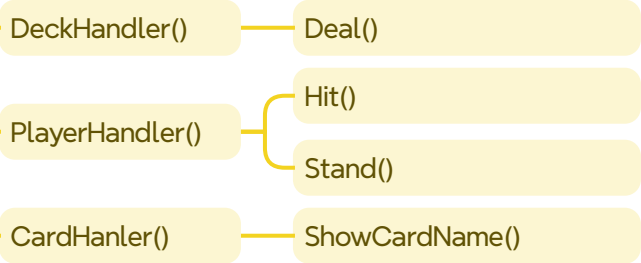 DeckHandler()
Deal()
PlayerHandler()
Hit()
Stand()
CardHanler()
ShowCardName()